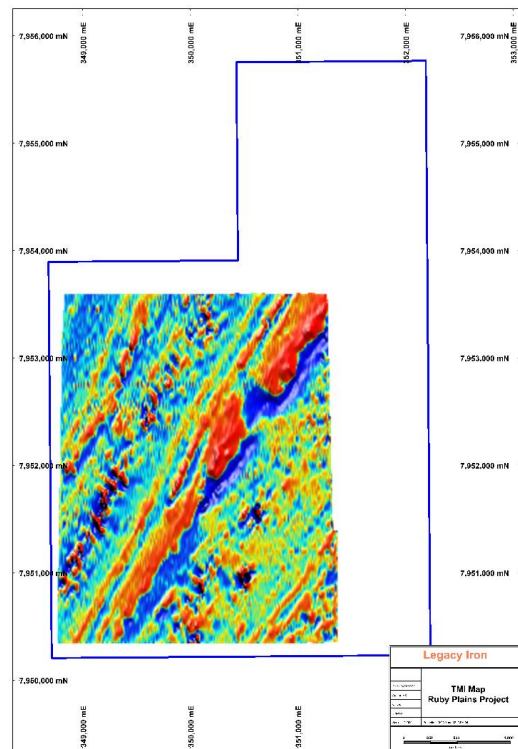 349,000 mE
350,000 mE
351,000 mE
352,000 mE
353,000 mE
7,956,000 mN
7,956,000 mN
7,955,000 mN
7,955,000 mN
7,954,000 mN
7,954,000 mN
7,953,000 mN
7,953,000 mN
7,952,000 mN
7,952,000 mN
7,951,000 mN
7,951,000 mN
7,950,000 mN
349,000 mE
350,000 mE
351,000 mE
Legacy Iron
TMI Map
Ruby Plains Project